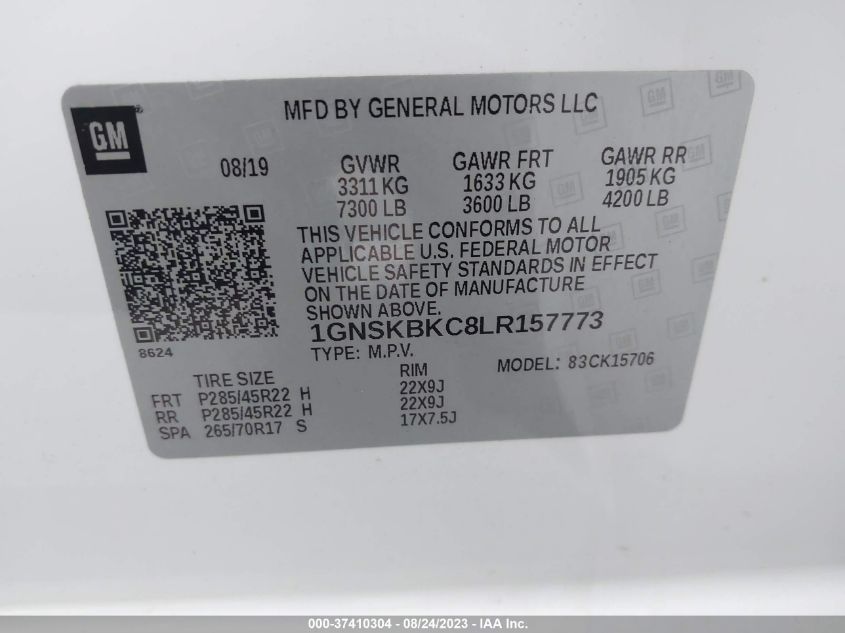 GM
MFD BY GENERAL MOTORS LLC
08/19 GVWR GAWR FRT GAWR RR
3311 KG 1633 KG 1905 KG
7300 LB 3600 LB 4200 LB
THIS VEHICLE CONFORMS TO ALL
APPLICABLE U.S. FEDERAL MOTOR
VEHICLE SAFETY STANDARDS IN EFFECT
ON THE DATE OF MANUFACTURE
SHOWN ABOVE.
1GNSKBKC8LR157773
8624
TYPE: M.P.V. MODEL: 83CK15706
TIRE SIZE RIM
FRT P285/45R22 H 22X9J
RR P285/45R22 H 22X9J
SPA 265/70R17 S 17X7.5J
000-37410304 - 08/24/2023 - Copyright © 2023 IAA Inc.